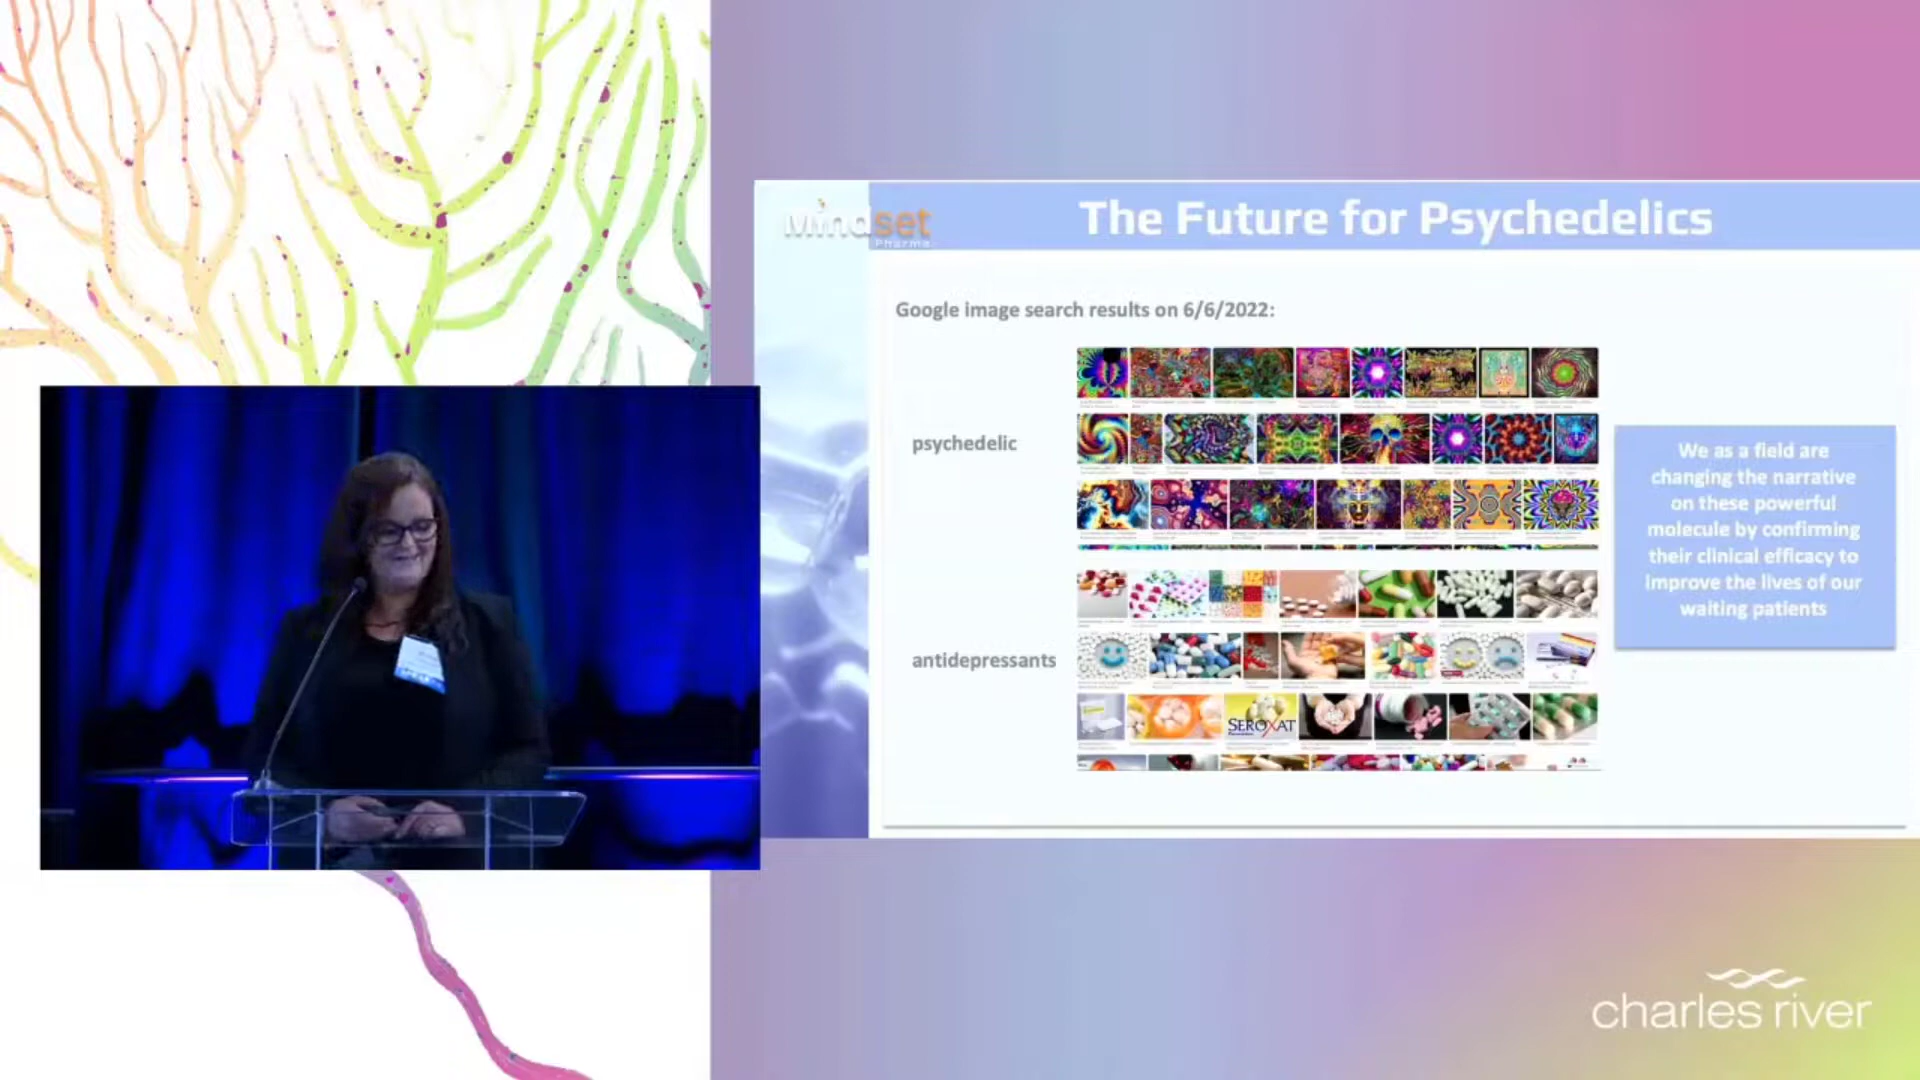 Mindset
Pharma
The Future for Psychedelics
Google image search results on 6/6/2022:
psychedelic
antidepressants
SEROXAT
We as a field are
changing the narrative
on these powerful
molecule by confirming
their clinical efficacy to
improve the lives of our
waiting patients
charles river